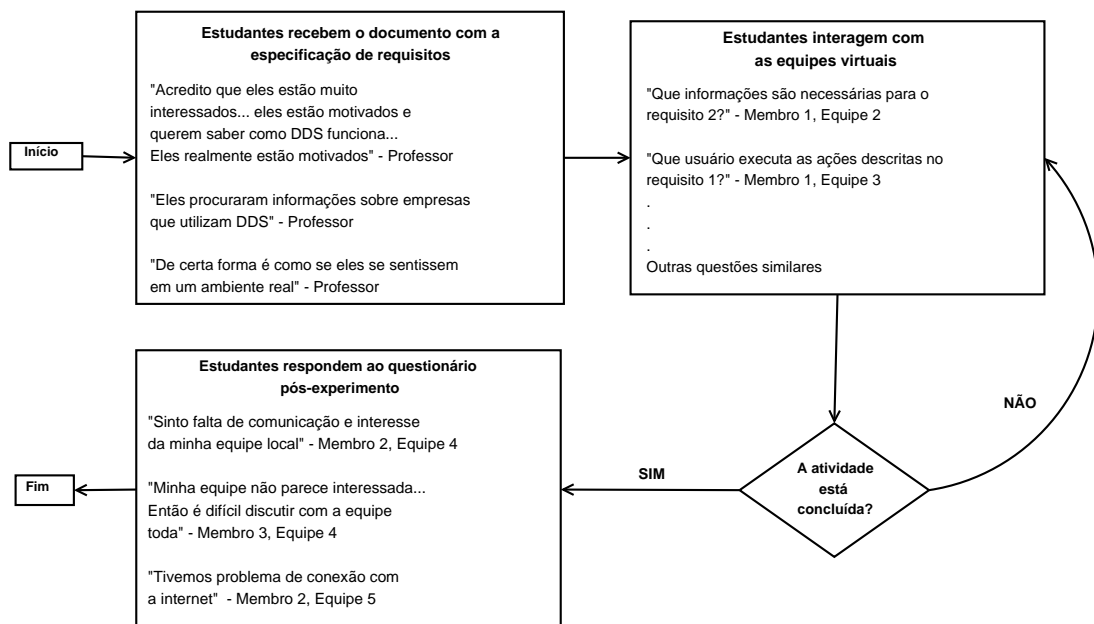 Início
Estudantes recebem o documento com a
especificação de requisitos
"Acredito que eles estão muito
interessados... eles estão motivados e
querem saber como DDS funciona...
Eles realmente estão motivados" - Professor
"Eles procuraram informações sobre empresas
que utilizam DDS" - Professor
"De certa forma é como se eles se sentissem
em um ambiente real" - Professor
Estudantes interagem com
as equipes virtuais
"Que informações são necessárias para o
requisito 2?" - Membro 1, Equipe 2
"Que usuário executa as ações descritas no
requisito 1?" - Membro 1, Equipe 3
.
.
.
Outras questões similares
A atividade
está
concluída?
NÃO
SIM
Estudantes respondem ao questionário
pós-experimento
"Sinto falta de comunicação e interesse
da minha equipe local" - Membro 2, Equipe 4
"Minha equipe não parece interessada...
Então é difícil discutir com a equipe
toda" - Membro 3, Equipe 4
"Tivemos problema de conexão com
a internet"  - Membro 2, Equipe 5
Fim